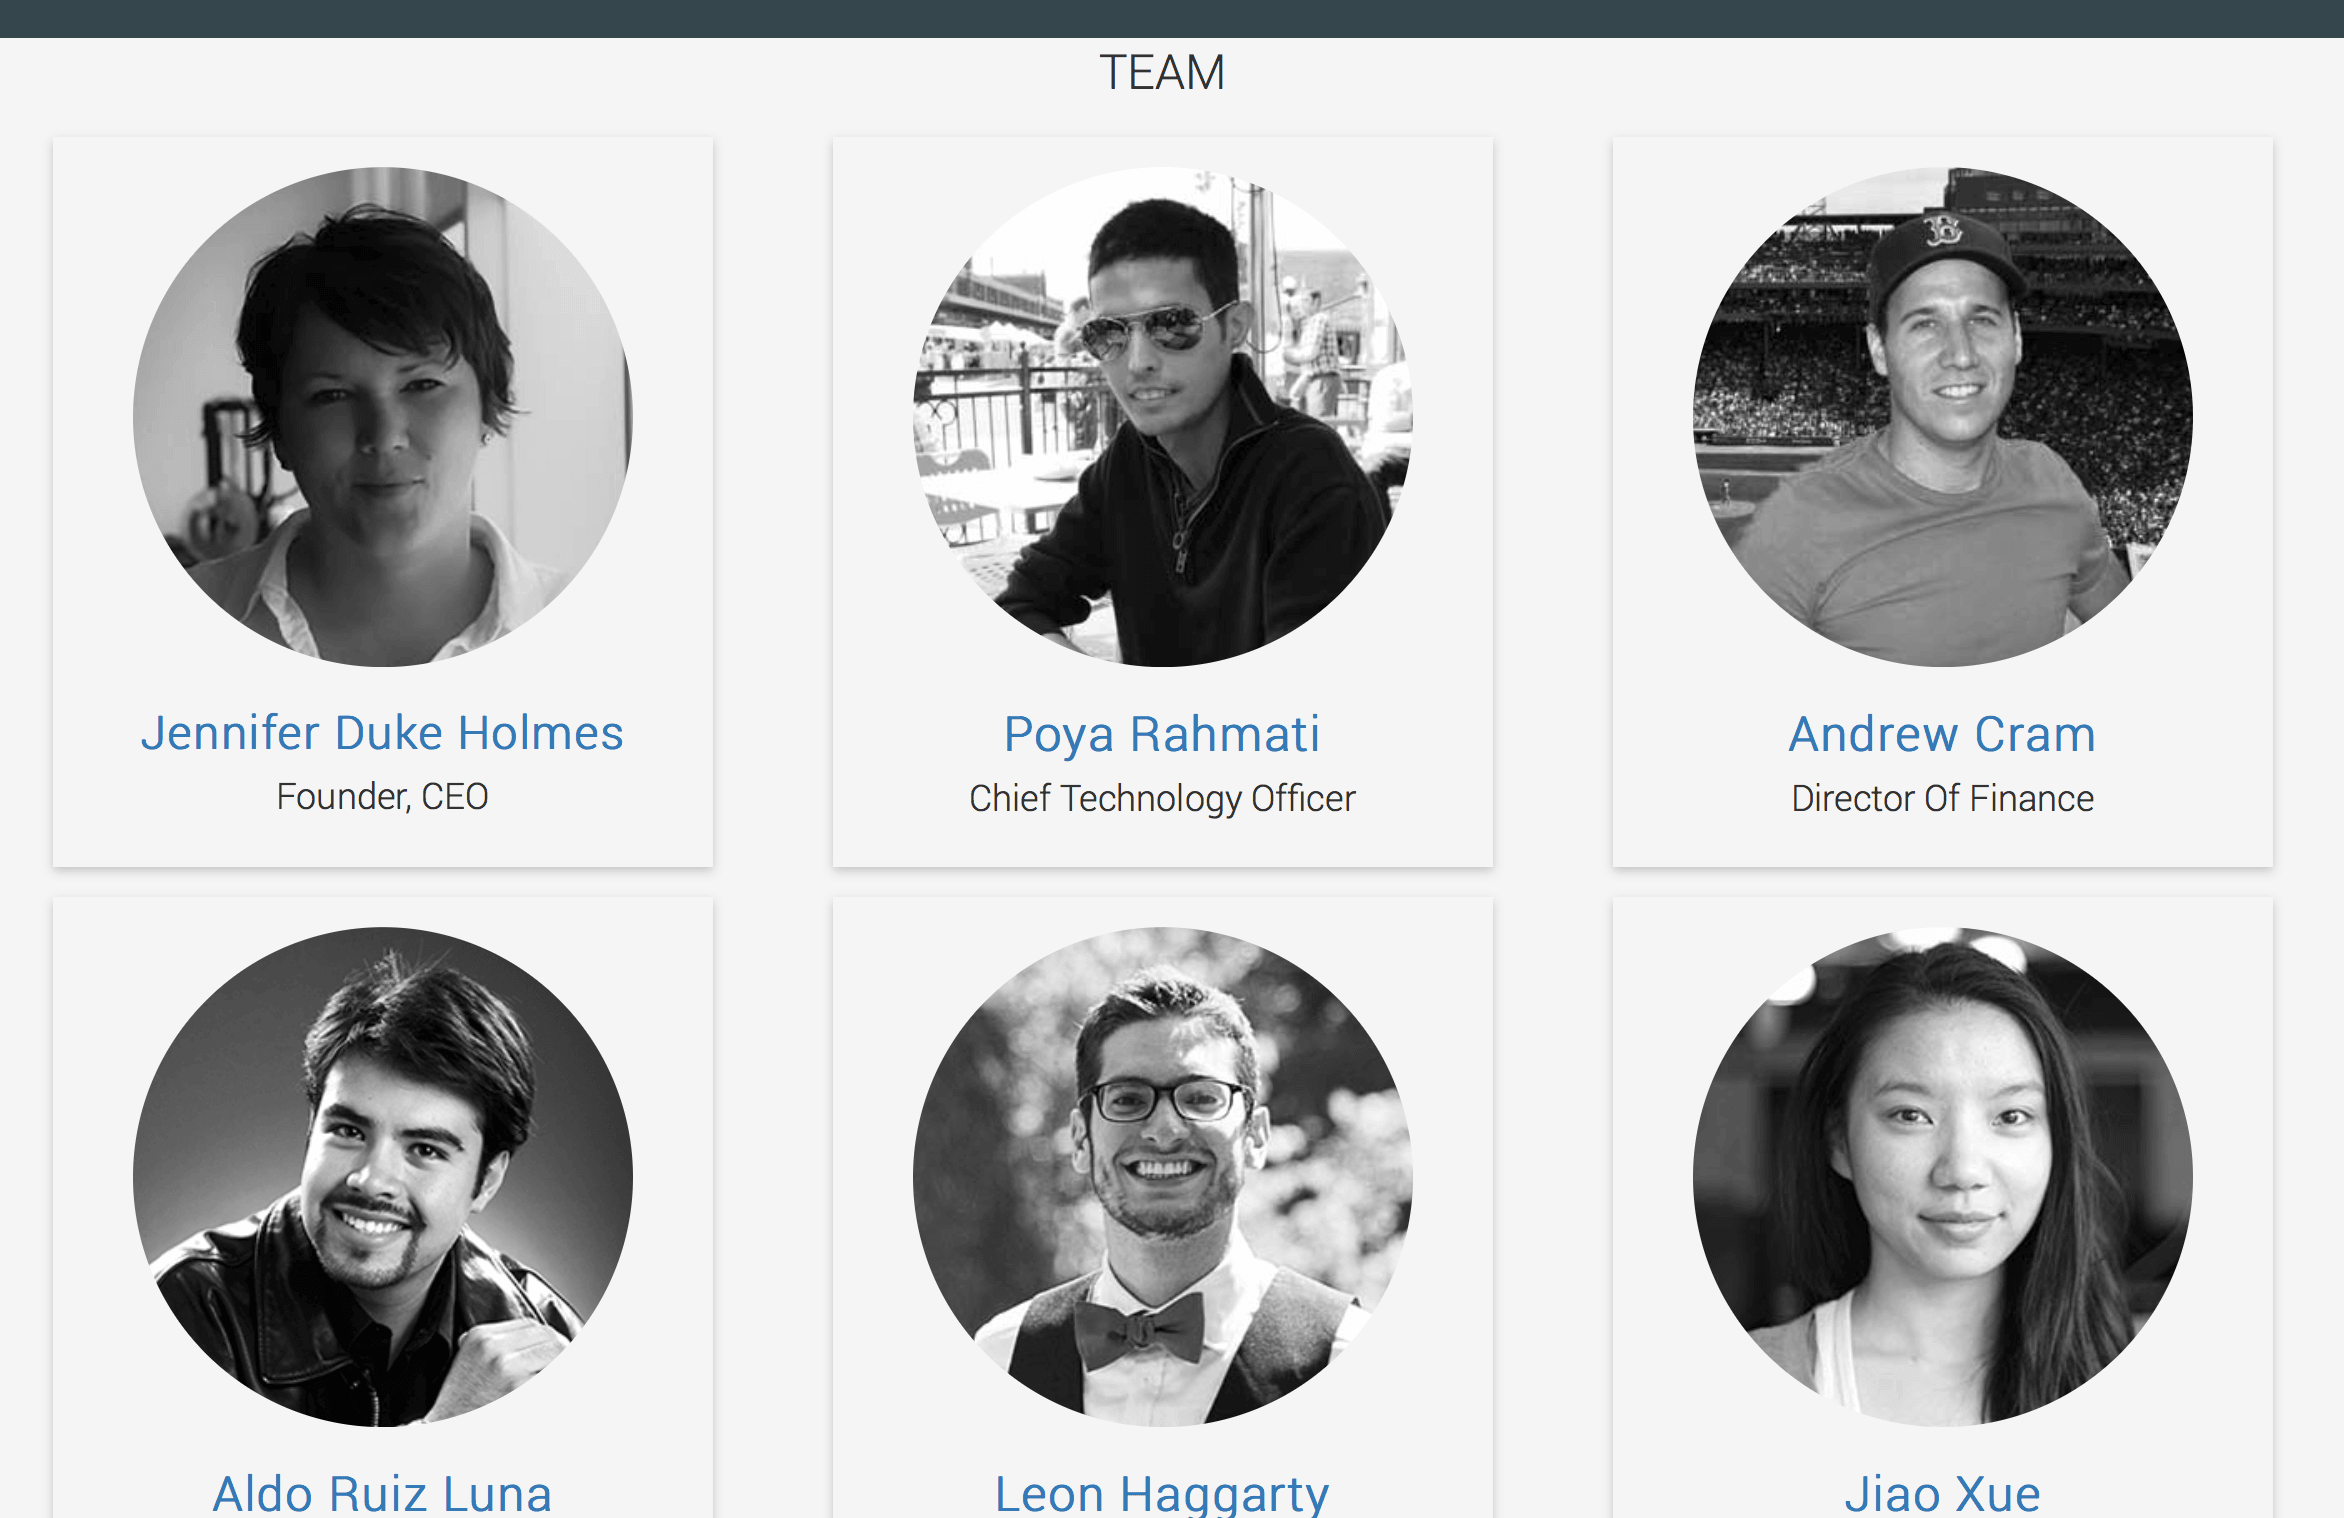 TEAM
Jennifer Duke Holmes
Founder, CEO
Poya Rahmati
Chief Technology Officer
Andrew Cram
Director Of Finance
Aldo Ruiz Luna
Leon Haggarty
Jiao Xue